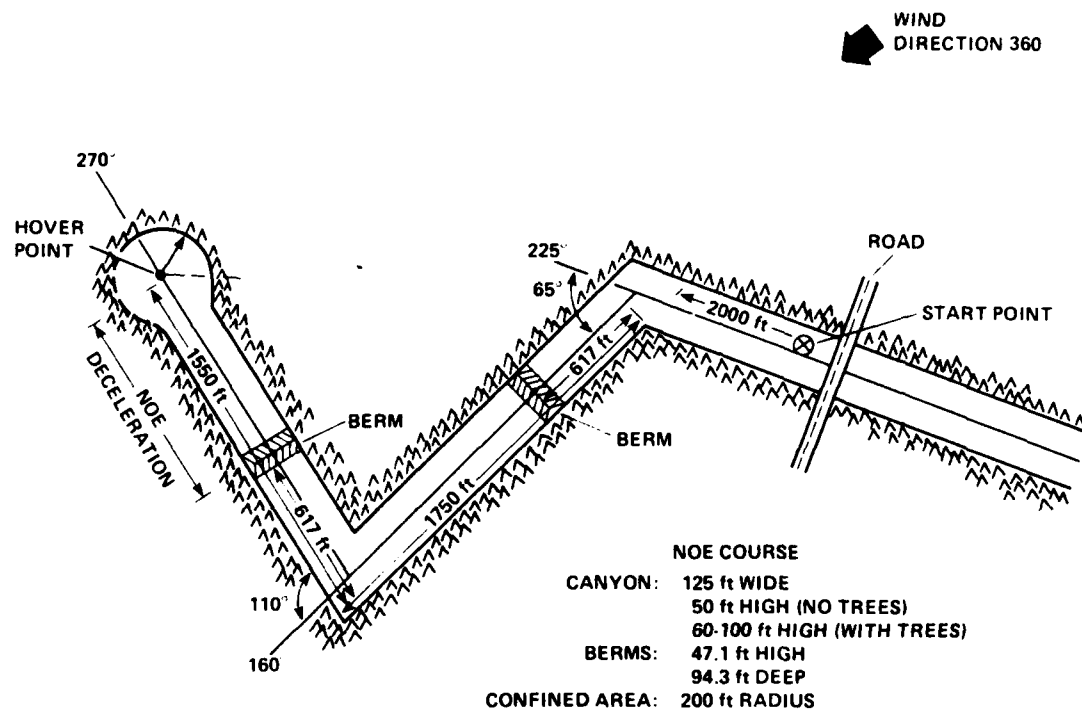 WIND
DIRECTION 360
270°
HOVER
POINT
225°
65°
ROAD
2000 ft
START POINT
617 ft
1550 ft
NOE
DECELERATION
BERM
BERM
1750 ft
617 ft
110°
160
NOE COURSE
CANYON: 125 ft WIDE
50 ft HIGH (NO TREES)
60-100 ft HIGH (WITH TREES)
BERMS: 47.1 ft HIGH
94.3 ft DEEP
CONFINED AREA: 200 ft RADIUS